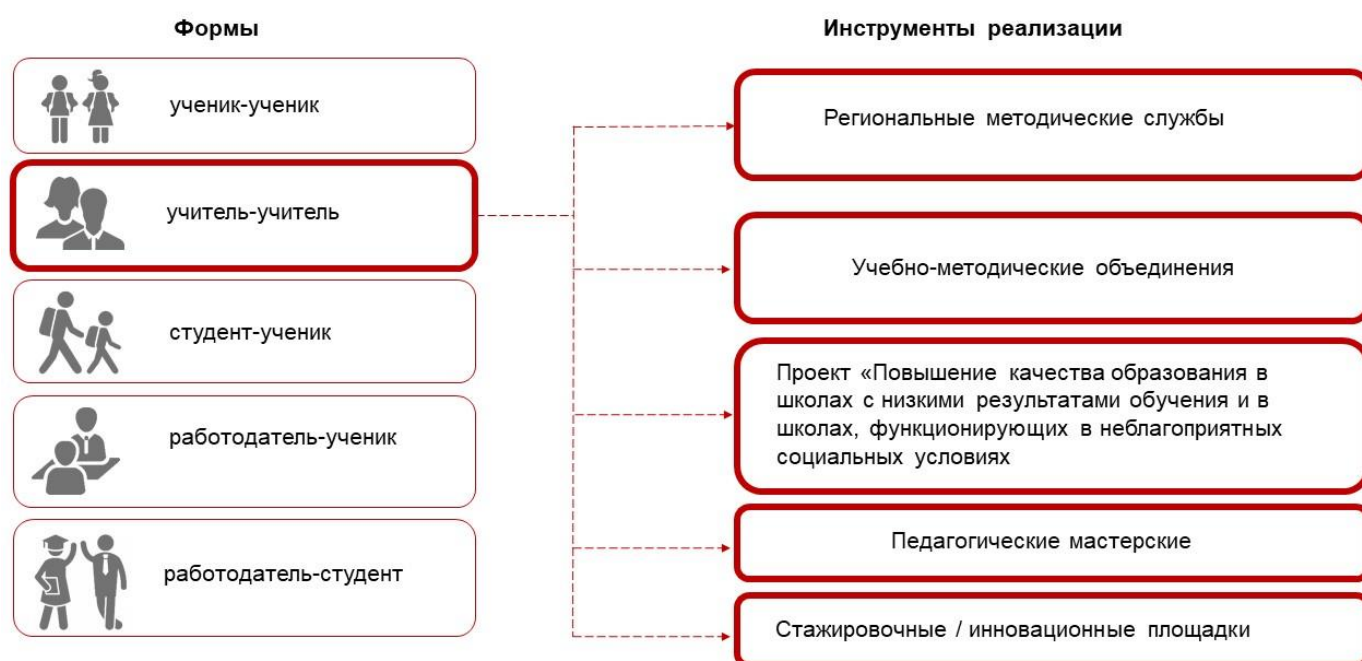 Формы
ученик-ученик
учитель-учитель
студент-ученик
работодатель-ученик
работодатель-студент
Инструменты реализации
Региональные методические службы
Учебно-методические объединения
Проект «Повышение качества образования в
школах с низкими результатами обучения и в
школах, функционирующих в неблагоприятных
социальных условиях
Педагогические мастерские
Стажировочные / инновационные площадки